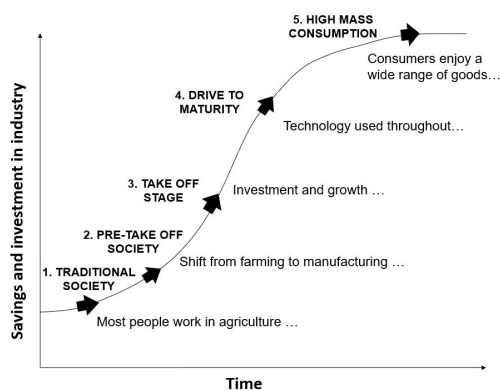 5. HIGH MASS
CONSUMPTION
Consumers enjoy a
wide range of goods…
4. DRIVE TO
MATURITY
Technology used throughout…
3. TAKE OFF
STAGE
Investment and growth …
2. PRE-TAKE OFF
SOCIETY
Shift from farming to manufacturing …
1. TRADITIONAL
SOCIETY
Most people work in agriculture …
Savings and investment in industry
Time